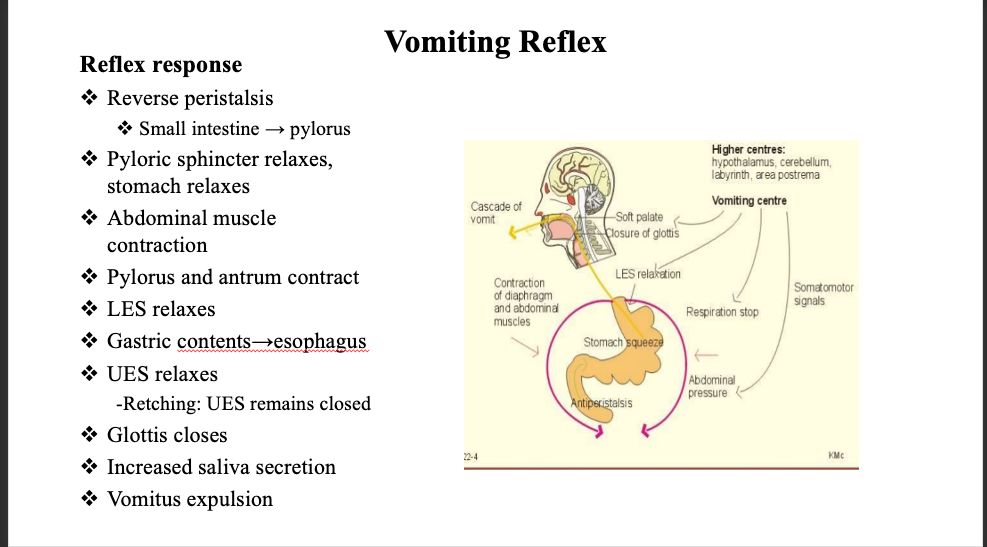 Vomiting Reflex
Reflex response
❖ Reverse peristalsis
❖ Small intestine → pylorus
❖ Pyloric sphincter relaxes,
stomach relaxes
❖ Abdominal muscle
contraction
❖ Pylorus and antrum contract
❖ LES relaxes
❖ Gastric contents→esophagus
❖ UES relaxes
-Retching: UES remains closed
❖ Glottis closes
❖ Increased saliva secretion
❖ Vomitus expulsion
Higher centres:
hypothalamus, cerebellum,
labyrinth, area postrema
Vomiting centre
Cascade of
vomit
Soft palate
Closure of glottis
LES relaxation
Contraction
of diaphragm
and abdominal
muscles
Somatomotor
signals
Respiration stop
Stomach squeeze
Abdominal
pressure
Antiperistalsis
22-4
KMc